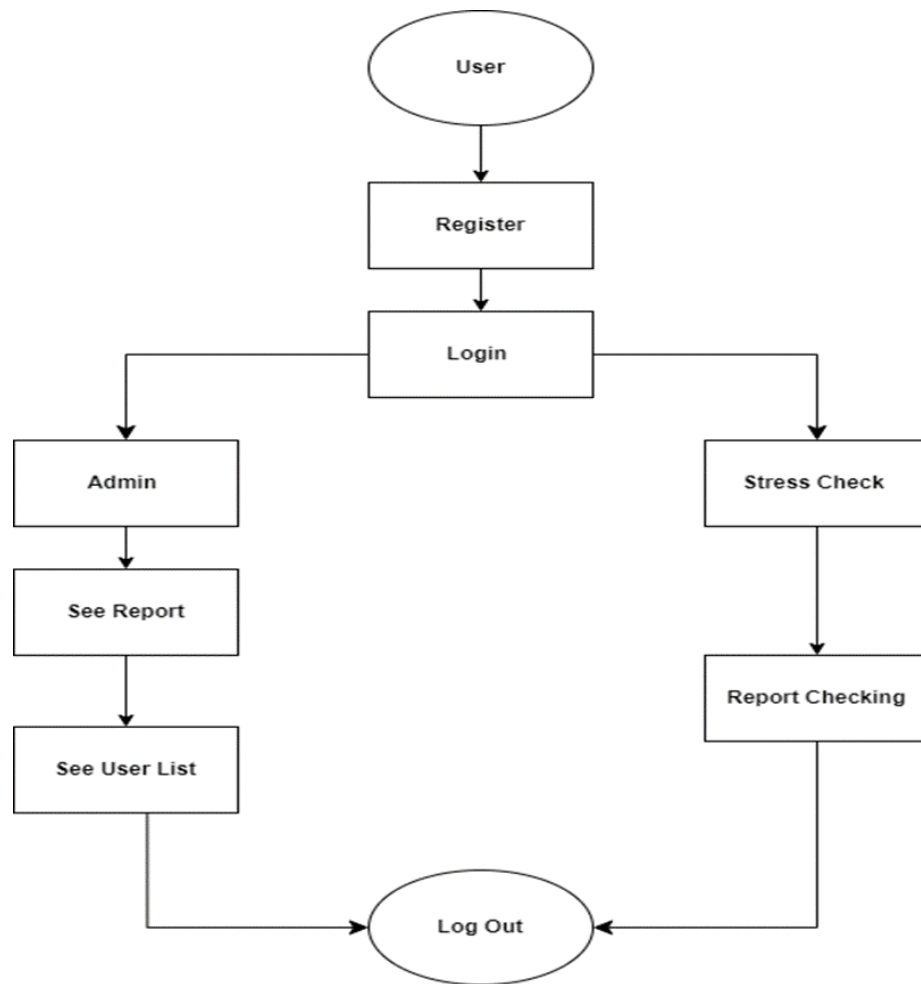 User
Register
Login
Admin
Stress Check
See Report
Report Checking
See User List
Log Out